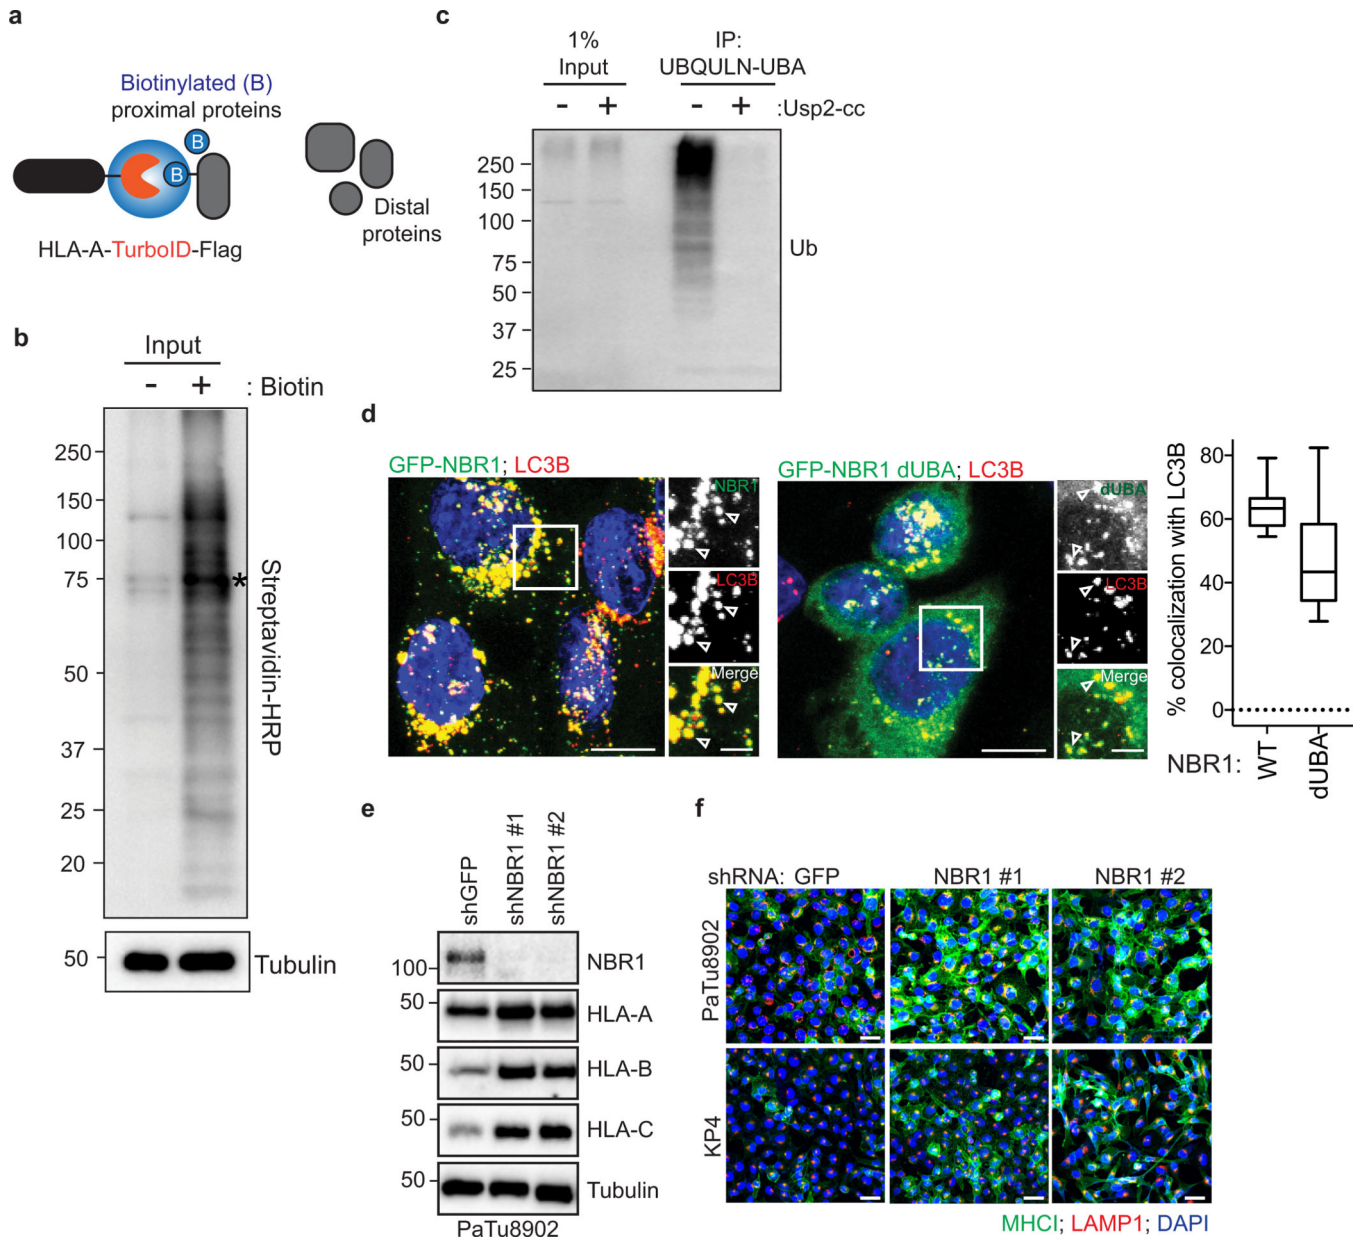 a
Biotinylated (B)
proximal proteins
B
B
Distal
proteins
HLA-A-TurboID-Flag
b
Input
- + : Biotin
250
150
100
75
50
37
25
20
*
Streptavidin-HRP
50
Tubulin
c
1%
Input
IP:
UBQULN-UBA
- + - + :Usp2-cc
250
150
100
75
50
37
25
Ub
d
GFP-NBR1; LC3B
NBR1
LC3B
Merge
GFP-NBR1 dUBA; LC3B
dUBA
LC3B
Merge
% colocalization with LC3B
80
60
40
20
0
NBR1: WT dUBA
e
shGFP
shNBR1 #1
shNBR1 #2
100 NBR1
50 HLA-A
50 HLA-B
50 HLA-C
50 Tubulin
PaTu8902
f
shRNA: GFP NBR1 #1 NBR1 #2
PaTu8902
KP4
MHCI; LAMP1; DAPI